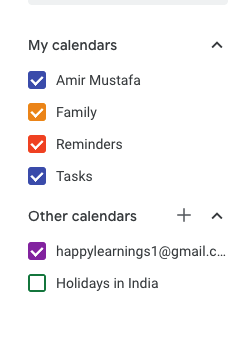 My calendars
Amir Mustafa
Family
Reminders
Tasks
Other calendars
happylearnings1@gmail.c...
Holidays in India